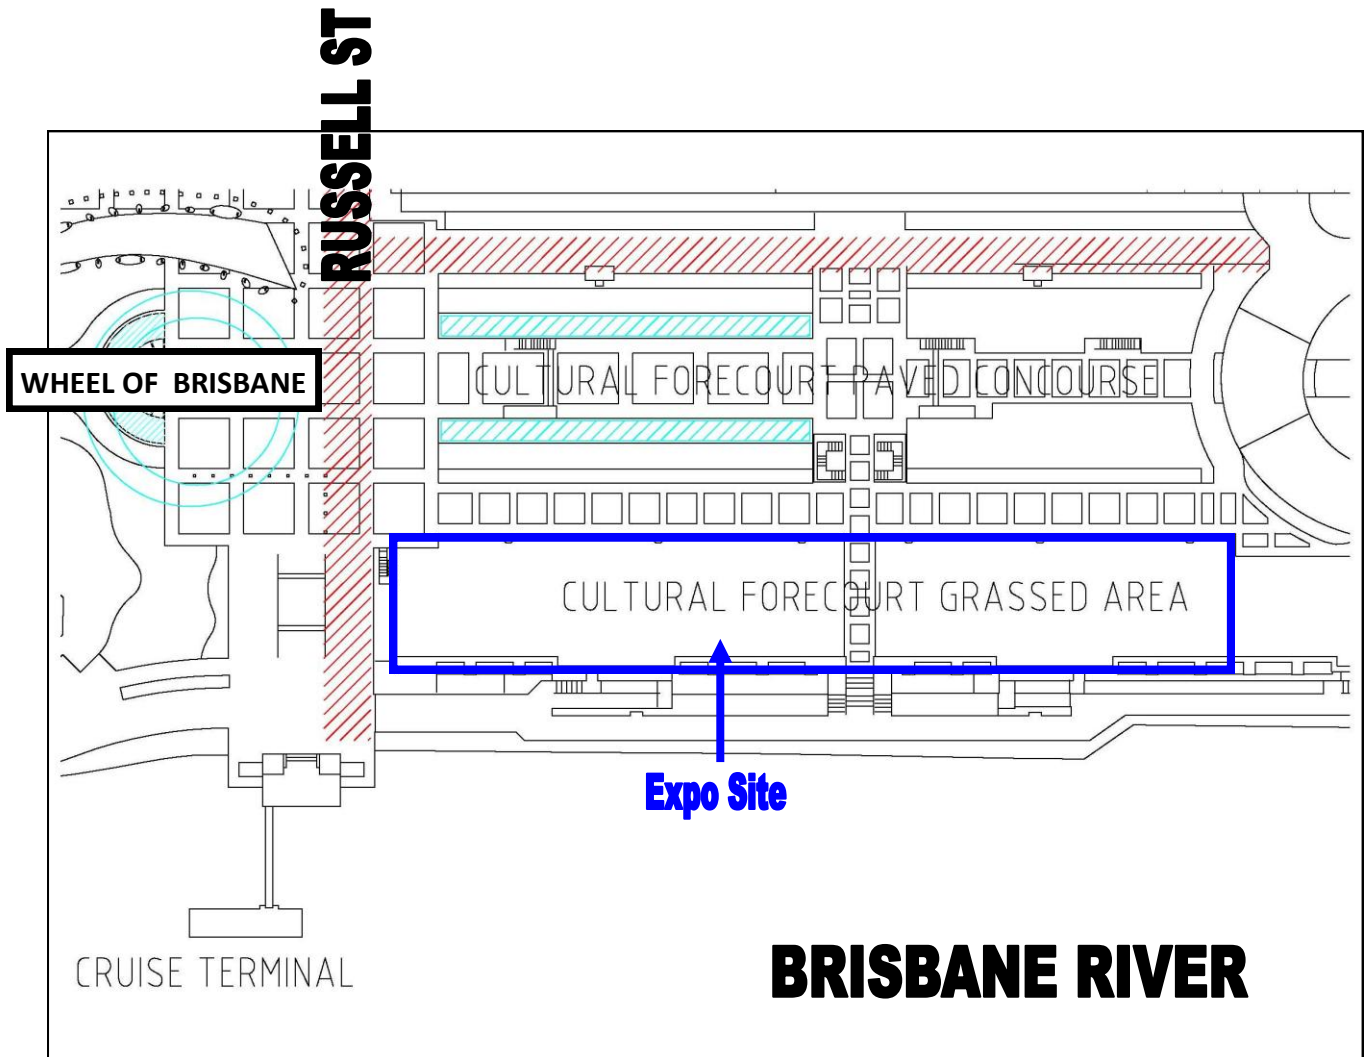 RUSSELL ST
WHEEL OF BRISBANE
CULTURAL FORECOURT PAVED CONCOURSE
CULTURAL FORECOURT GRASSED AREA
Expo Site
BRISBANE RIVER
CRUISE TERMINAL